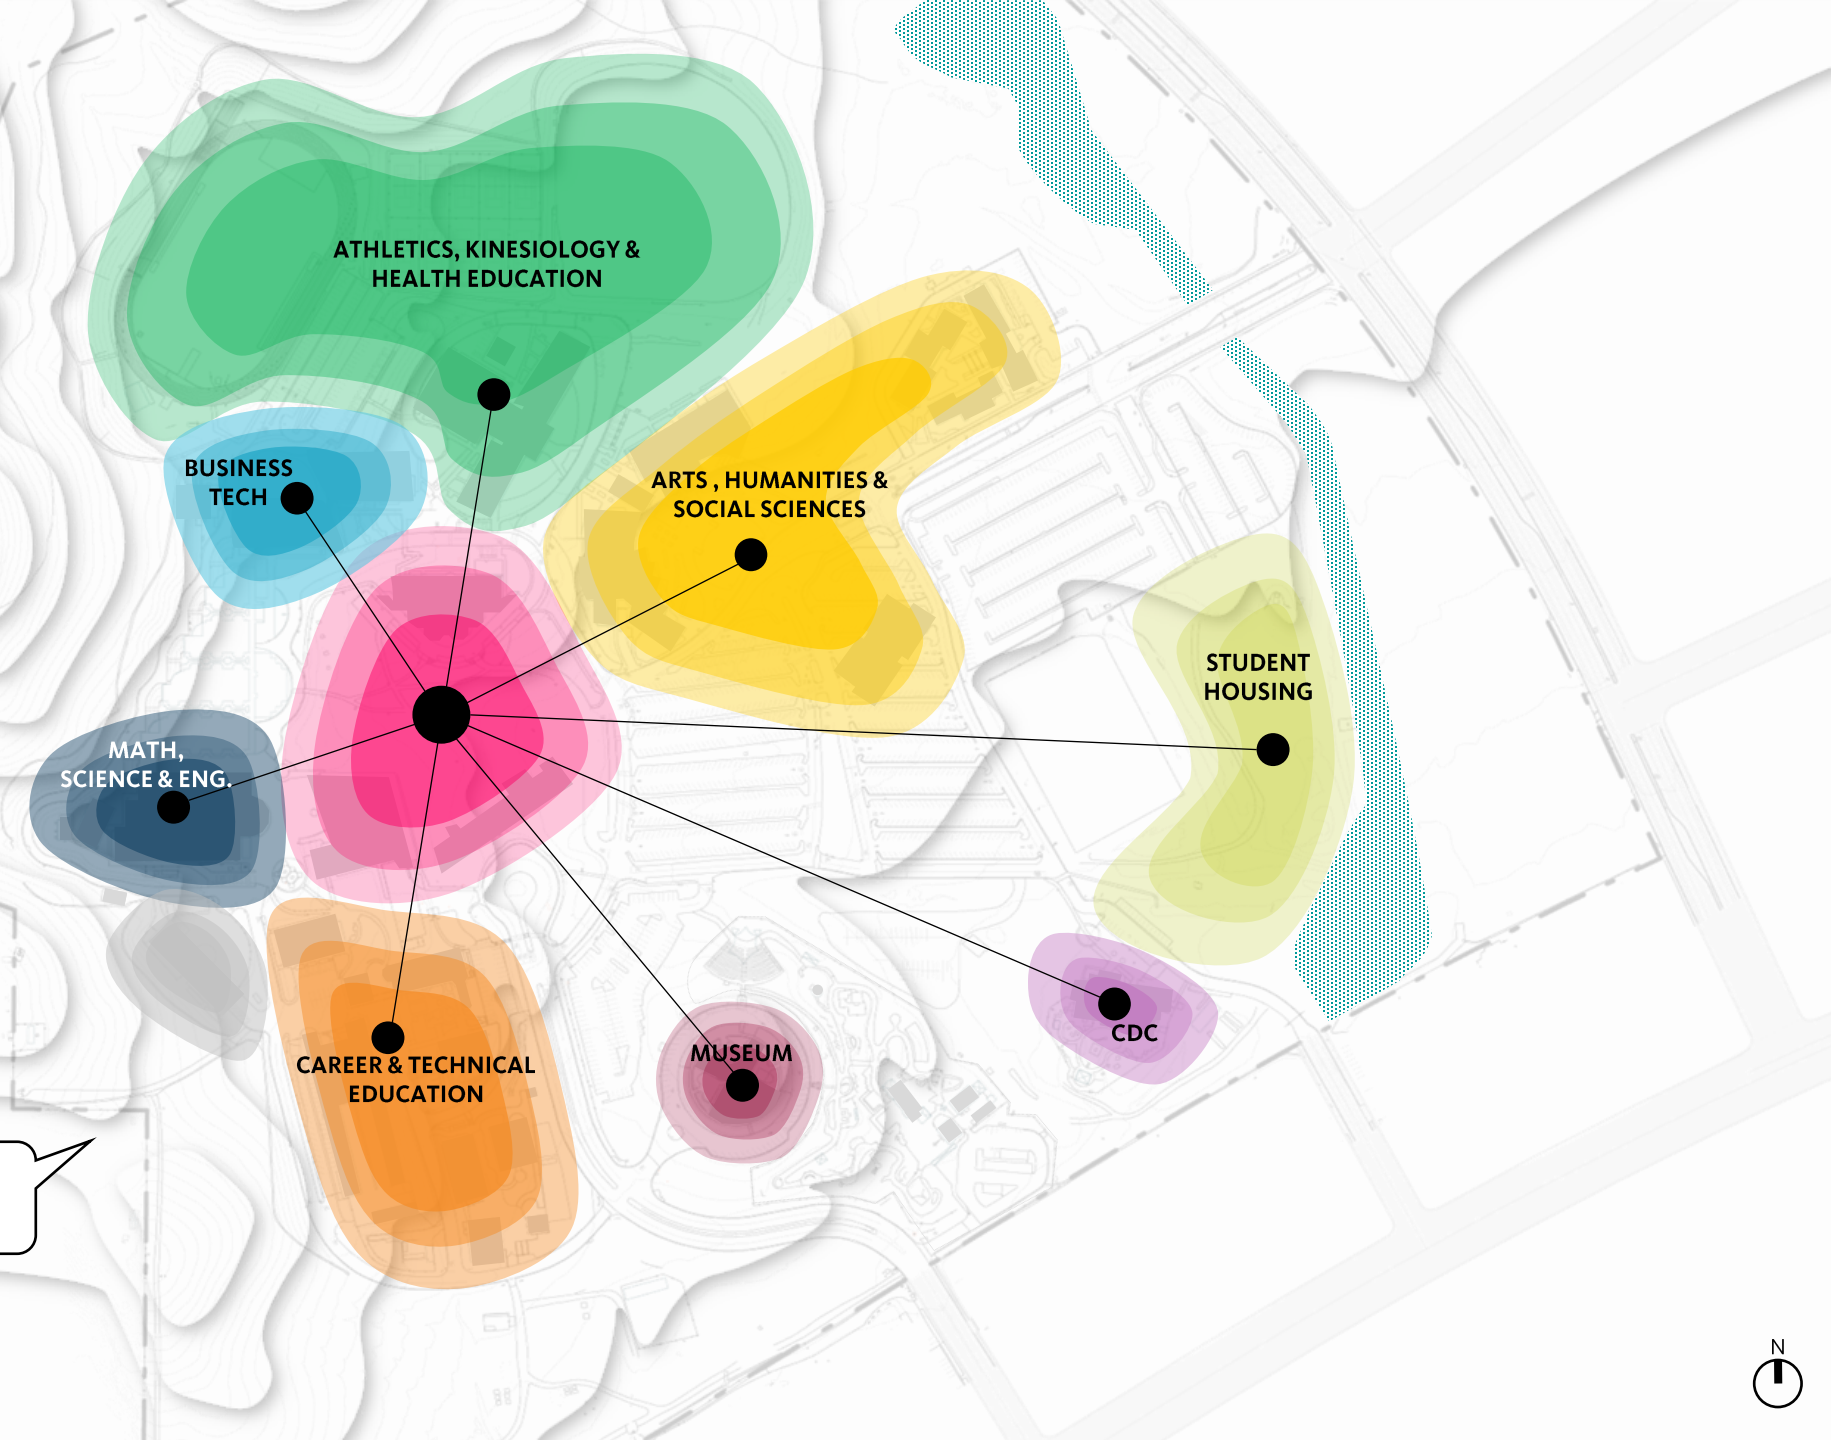 ATHLETICS, KINESIOLOGY &
HEALTH EDUCATION
BUSINESS
TECH
ARTS , HUMANITIES &
SOCIAL SCIENCES
STUDENT
HOUSING
MATH,
SCIENCE & ENG.
CDC
MUSEUM
CAREER & TECHNICAL
EDUCATION
N